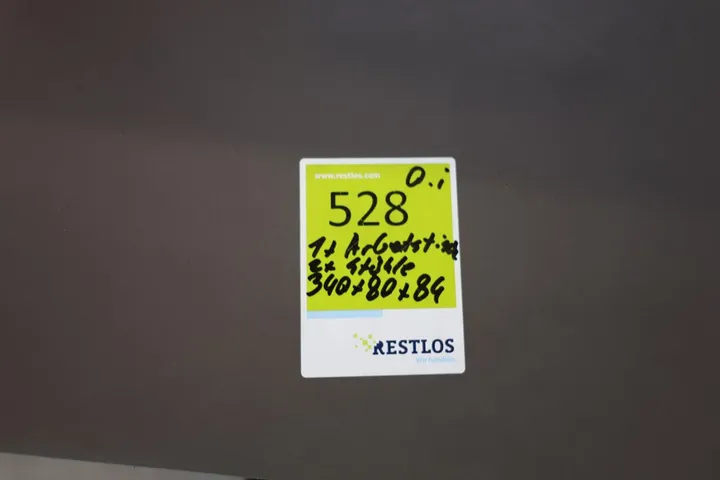 www.restlos.com
O.i
528
1x Arbeitstisch
2x Stühle
340x80x84
RESTLOS